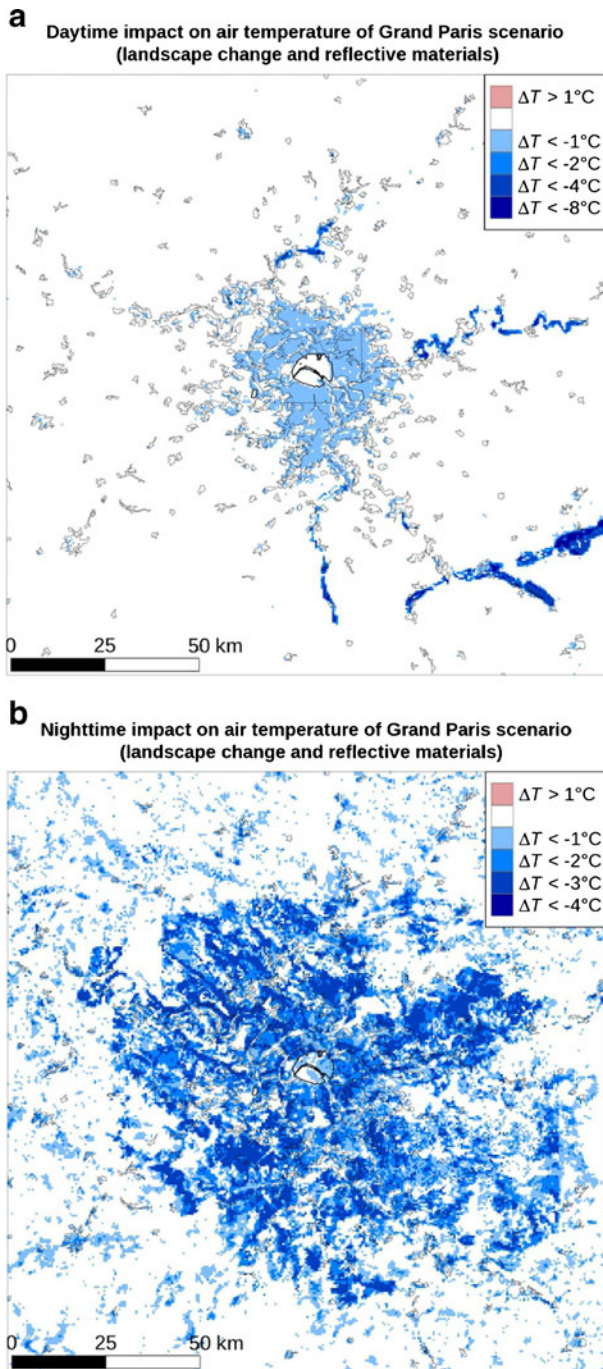 a
Daytime impact on air temperature of Grand Paris scenario
(landscape change and reflective materials)
ΔT > 1°C
ΔT < -1°C
ΔT < -2°C
ΔT < -4°C
ΔT < -8°C
0 25 50 km
b
Nighttime impact on air temperature of Grand Paris scenario
(landscape change and reflective materials)
ΔT > 1°C
ΔT < -1°C
ΔT < -2°C
ΔT < -3°C
ΔT < -4°C
0 25 50 km